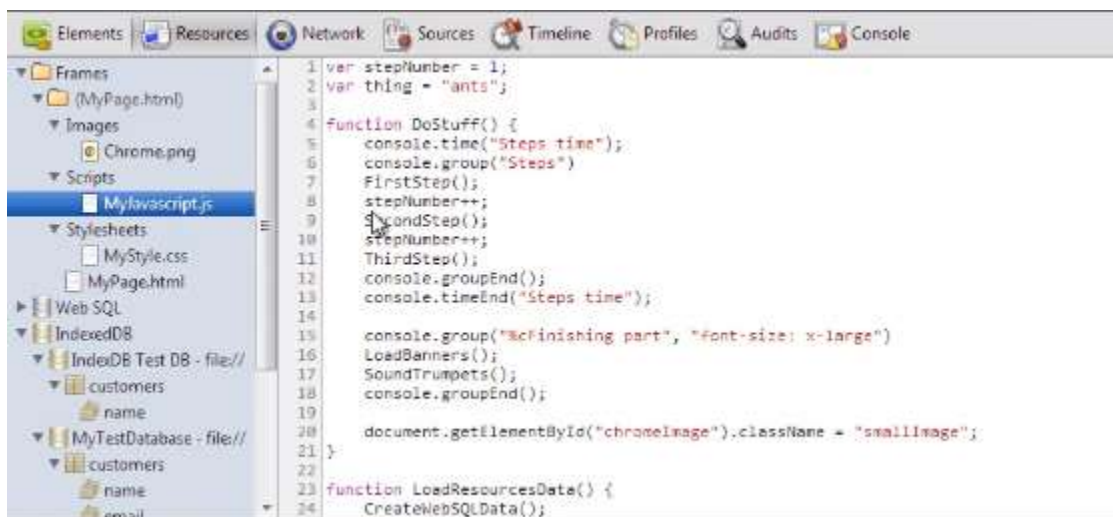 Elements Resources Network Sources Timeline Profiles Audits Console
Frames
(MyPage.html)
Images
Chrome.png
Scripts
MyJavascript.js
Stylesheets
MyStyle.css
MyPage.html
Web SQL
IndexedDB
IndexDB Test DB - file://
customers
name
MyTestDatabase - file://
customers
name
email
1 var stepNumber = 1;
2 var thing = "ants";
3
4 function DoStuff() {
5 console.time("Steps time");
6 console.group("Steps")
7 FirstStep();
8 stepNumber++;
9 SecondStep();
10 stepNumber++;
11 ThirdStep();
12 console.groupEnd();
13 console.timeEnd("Steps time");
14
15 console.group("%cFinishing part", "font-size: x-large")
16 LoadBanners();
17 SoundTrumpets();
18 console.groupEnd();
19
20 document.getElementById("chromeImage").className = "smallImage";
21 }
22
23 function LoadResourcesData() {
24 CreateWebSQLData();